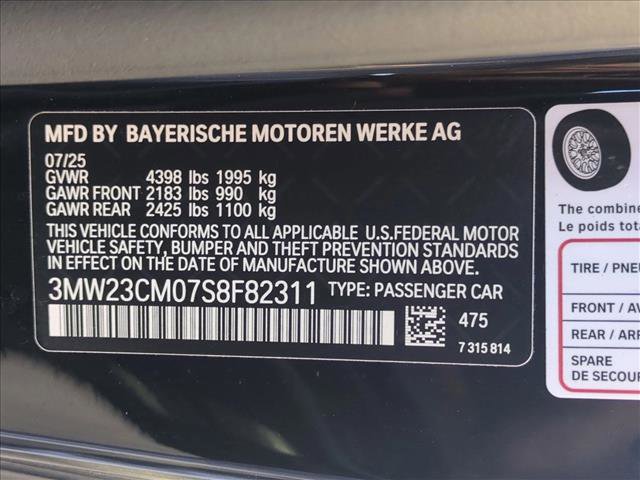 MFD BY BAYERISCHE MOTOREN WERKE AG
07/25
GVWR 4398 lbs 1995 kg
GAWR FRONT 2183 lbs 990 kg
GAWR REAR 2425 lbs 1100 kg
THIS VEHICLE CONFORMS TO ALL APPLICABLE U.S.FEDERAL MOTOR
VEHICLE SAFETY, BUMPER AND THEFT PREVENTION STANDARDS
IN EFFECT ON THE DATE OF MANUFACTURE SHOWN ABOVE.
3MW23CM07S8F82311 TYPE: PASSENGER CAR
475
7 315 814
The combine
Le poids tota
TIRE / PNEU
FRONT / AV
REAR / ARR
SPARE
DE SECOUR